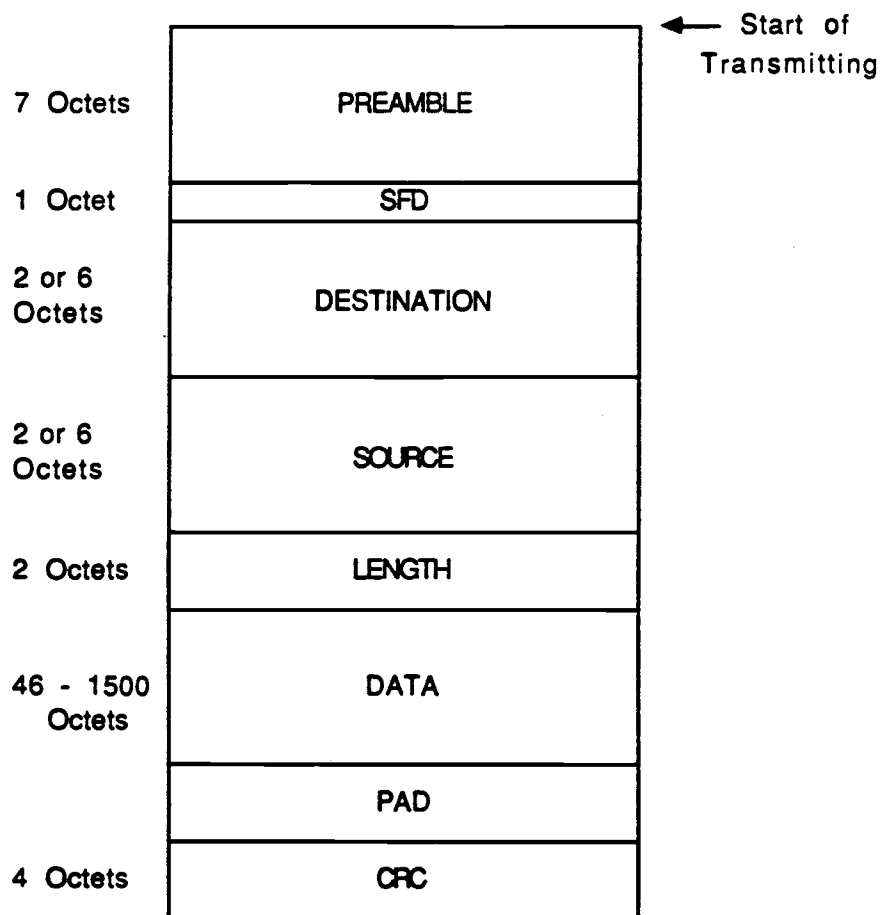 Start of
Transmitting
7 Octets
PREAMBLE
1 Octet
SFD
2 or 6
Octets
DESTINATION
2 or 6
Octets
SOURCE
2 Octets
LENGTH
46 - 1500
Octets
DATA
PAD
4 Octets
CRC